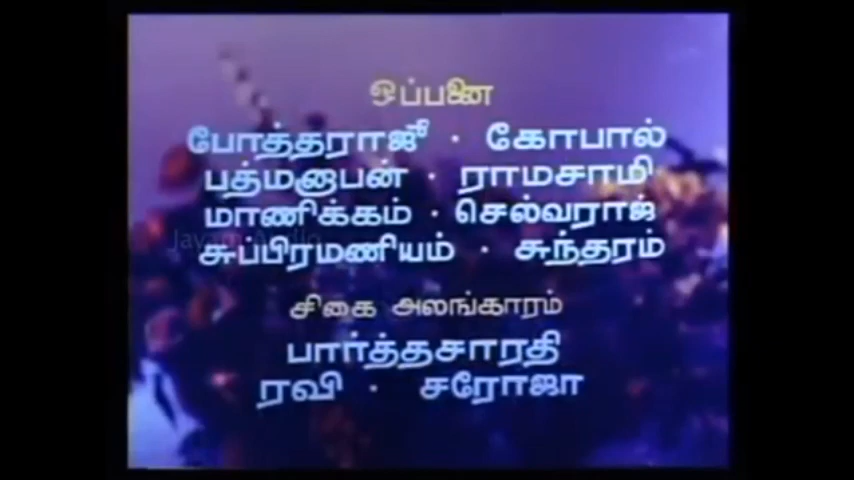 ஒப்பனை
போத்தராஜீ · கோபால்
பத்மனாபன் · ராமசாமி
மாணிக்கம் · செல்வராஜ்
சுப்பிரமணியம் · சுந்தரம்
சிகை அலங்காரம்
பார்த்தசாரதி
ரவி · சரோஜா